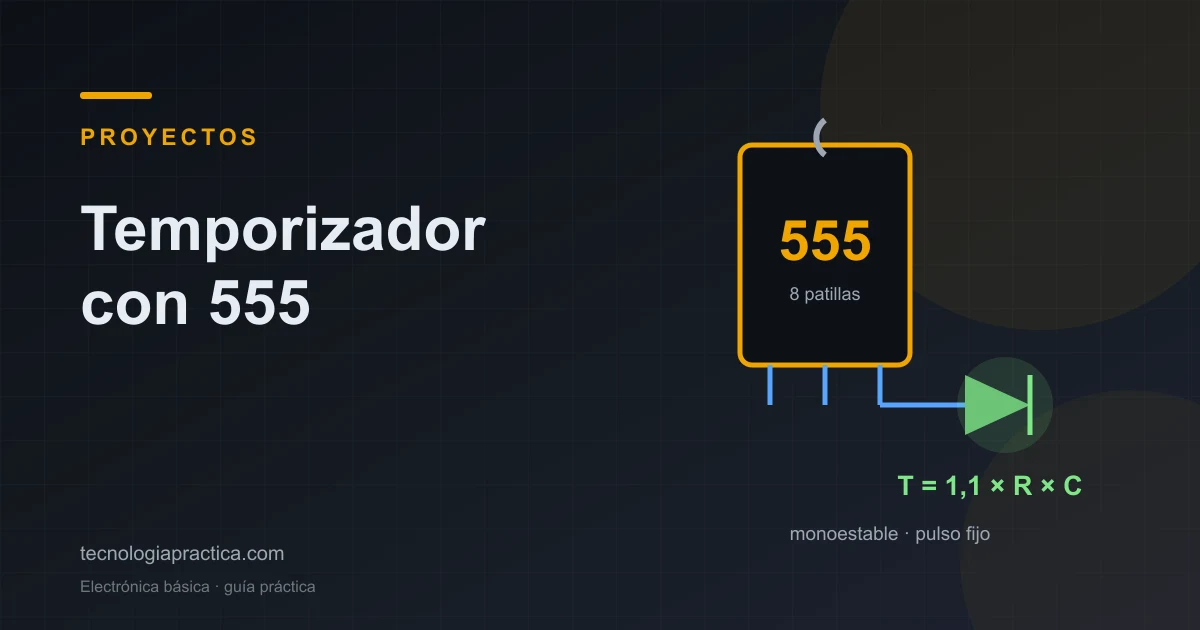 PROYECTOS
Temporizador
con 555
555
8 patillas
T = 1,1 × R × C
monoestable · pulso fijo
tecnologiapractica.com
Electrónica básica · guía práctica